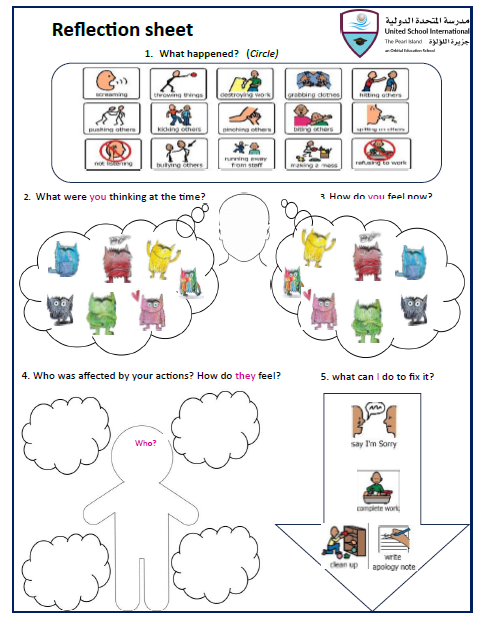 Reflection sheet
مدرسة المتحدة الدولية
United School International
The Pearl Island جزيرة اللؤلؤة
an Orbital Education School
1. What happened? (Circle)
screaming throwing things destroying work grabbing clothes hitting others
pushing others kicking others pinching others biting others spitting on others
not listening bullying others running away from staff making a mess refusing to work
2. What were you thinking at the time?
3. How do you feel now?
4. Who was affected by your actions? How do they feel?
5. what can I do to fix it?
Who?
say I'm Sorry
complete work
clean up
write
apology note